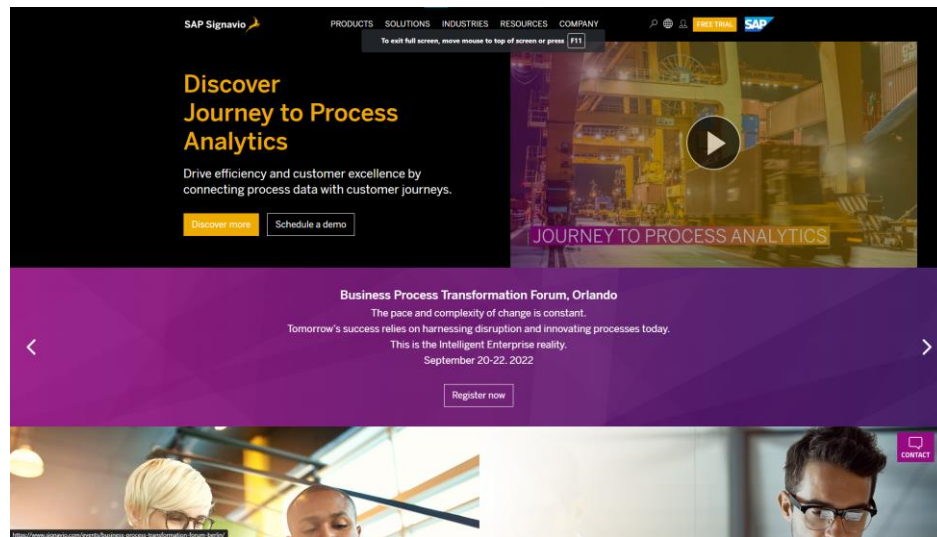 SAP Signavio
PRODUCTS SOLUTIONS INDUSTRIES RESOURCES COMPANY
FREE TRIAL
SAP
To exit full screen, move mouse to top of screen or press F11
Discover
Journey to Process
Analytics
Drive efficiency and customer excellence by
connecting process data with customer journeys.
Discover more
Schedule a demo
JOURNEY TO PROCESS ANALYTICS
Business Process Transformation Forum, Orlando
The pace and complexity of change is constant.
Tomorrow's success relies on harnessing disruption and innovating processes today.
This is the Intelligent Enterprise reality.
September 20-22. 2022
Register now
CONTACT
https://www.signavio.com/events/business-process-transformation-forum-berlin/